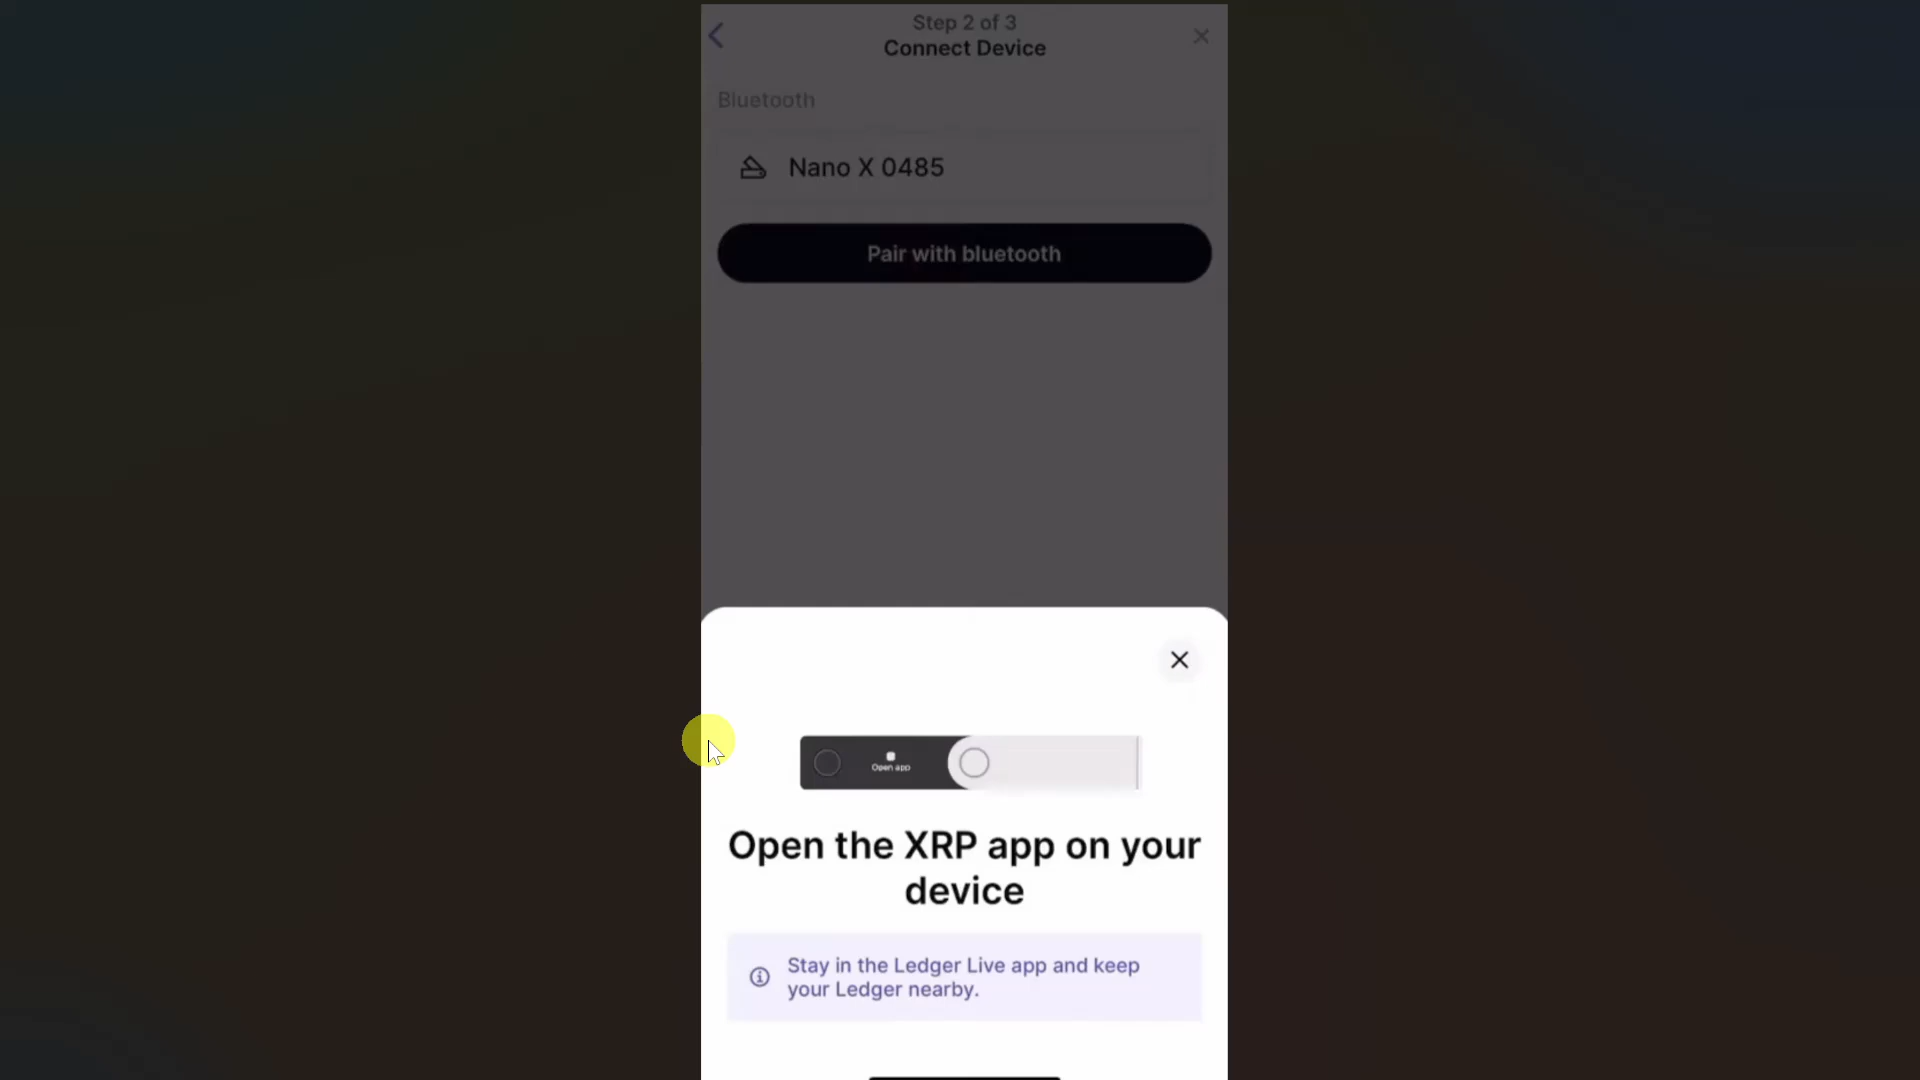 Step 2 of 3
Connect Device
Bluetooth
Nano X 0485
Pair with bluetooth
Open app
Open the XRP app on your
device
Stay in the Ledger Live app and keep
your Ledger nearby.